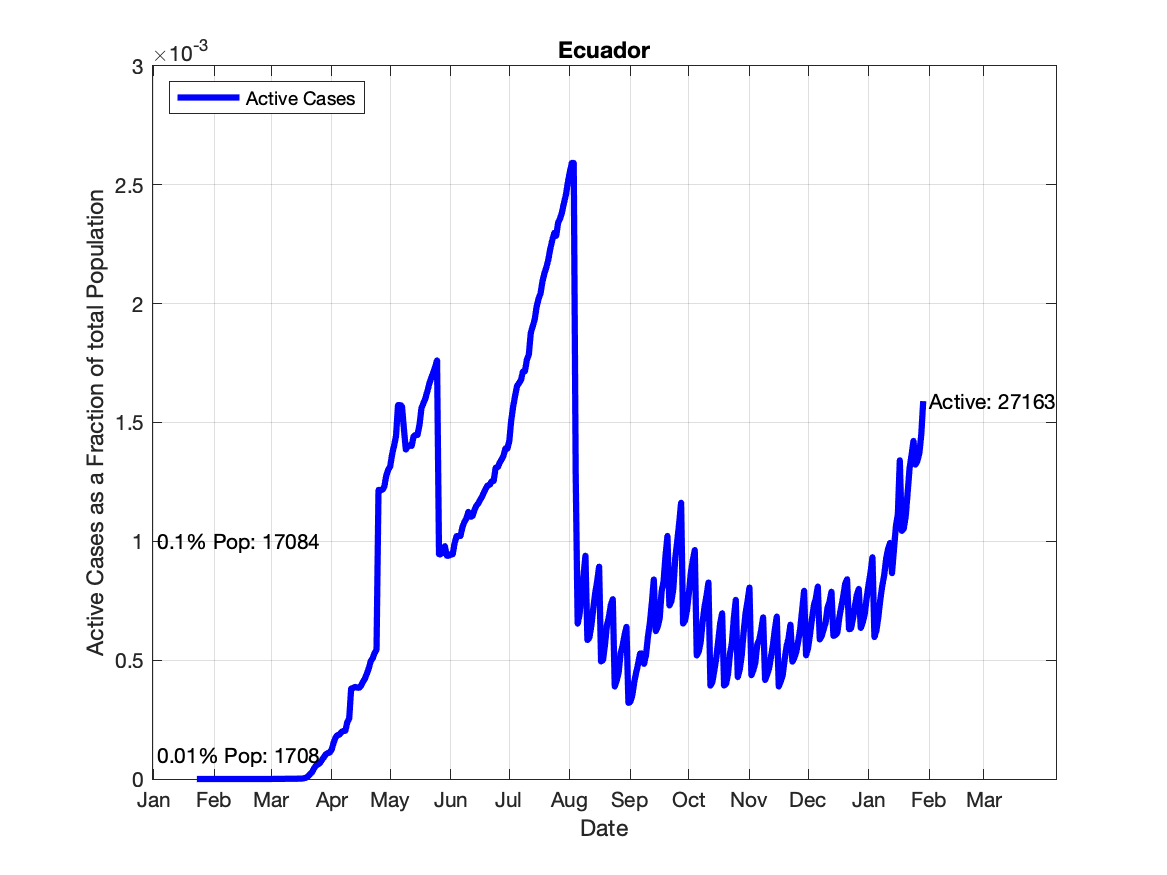 Ecuador
×10-3
Active Cases
3
2.5
2
1.5
1
0.5
0
Active Cases as a Fraction of total Population
Active: 27163
0.1% Pop: 17084
0.01% Pop: 1708
Jan Feb Mar Apr May Jun Jul Aug Sep Oct Nov Dec Jan Feb Mar
Date